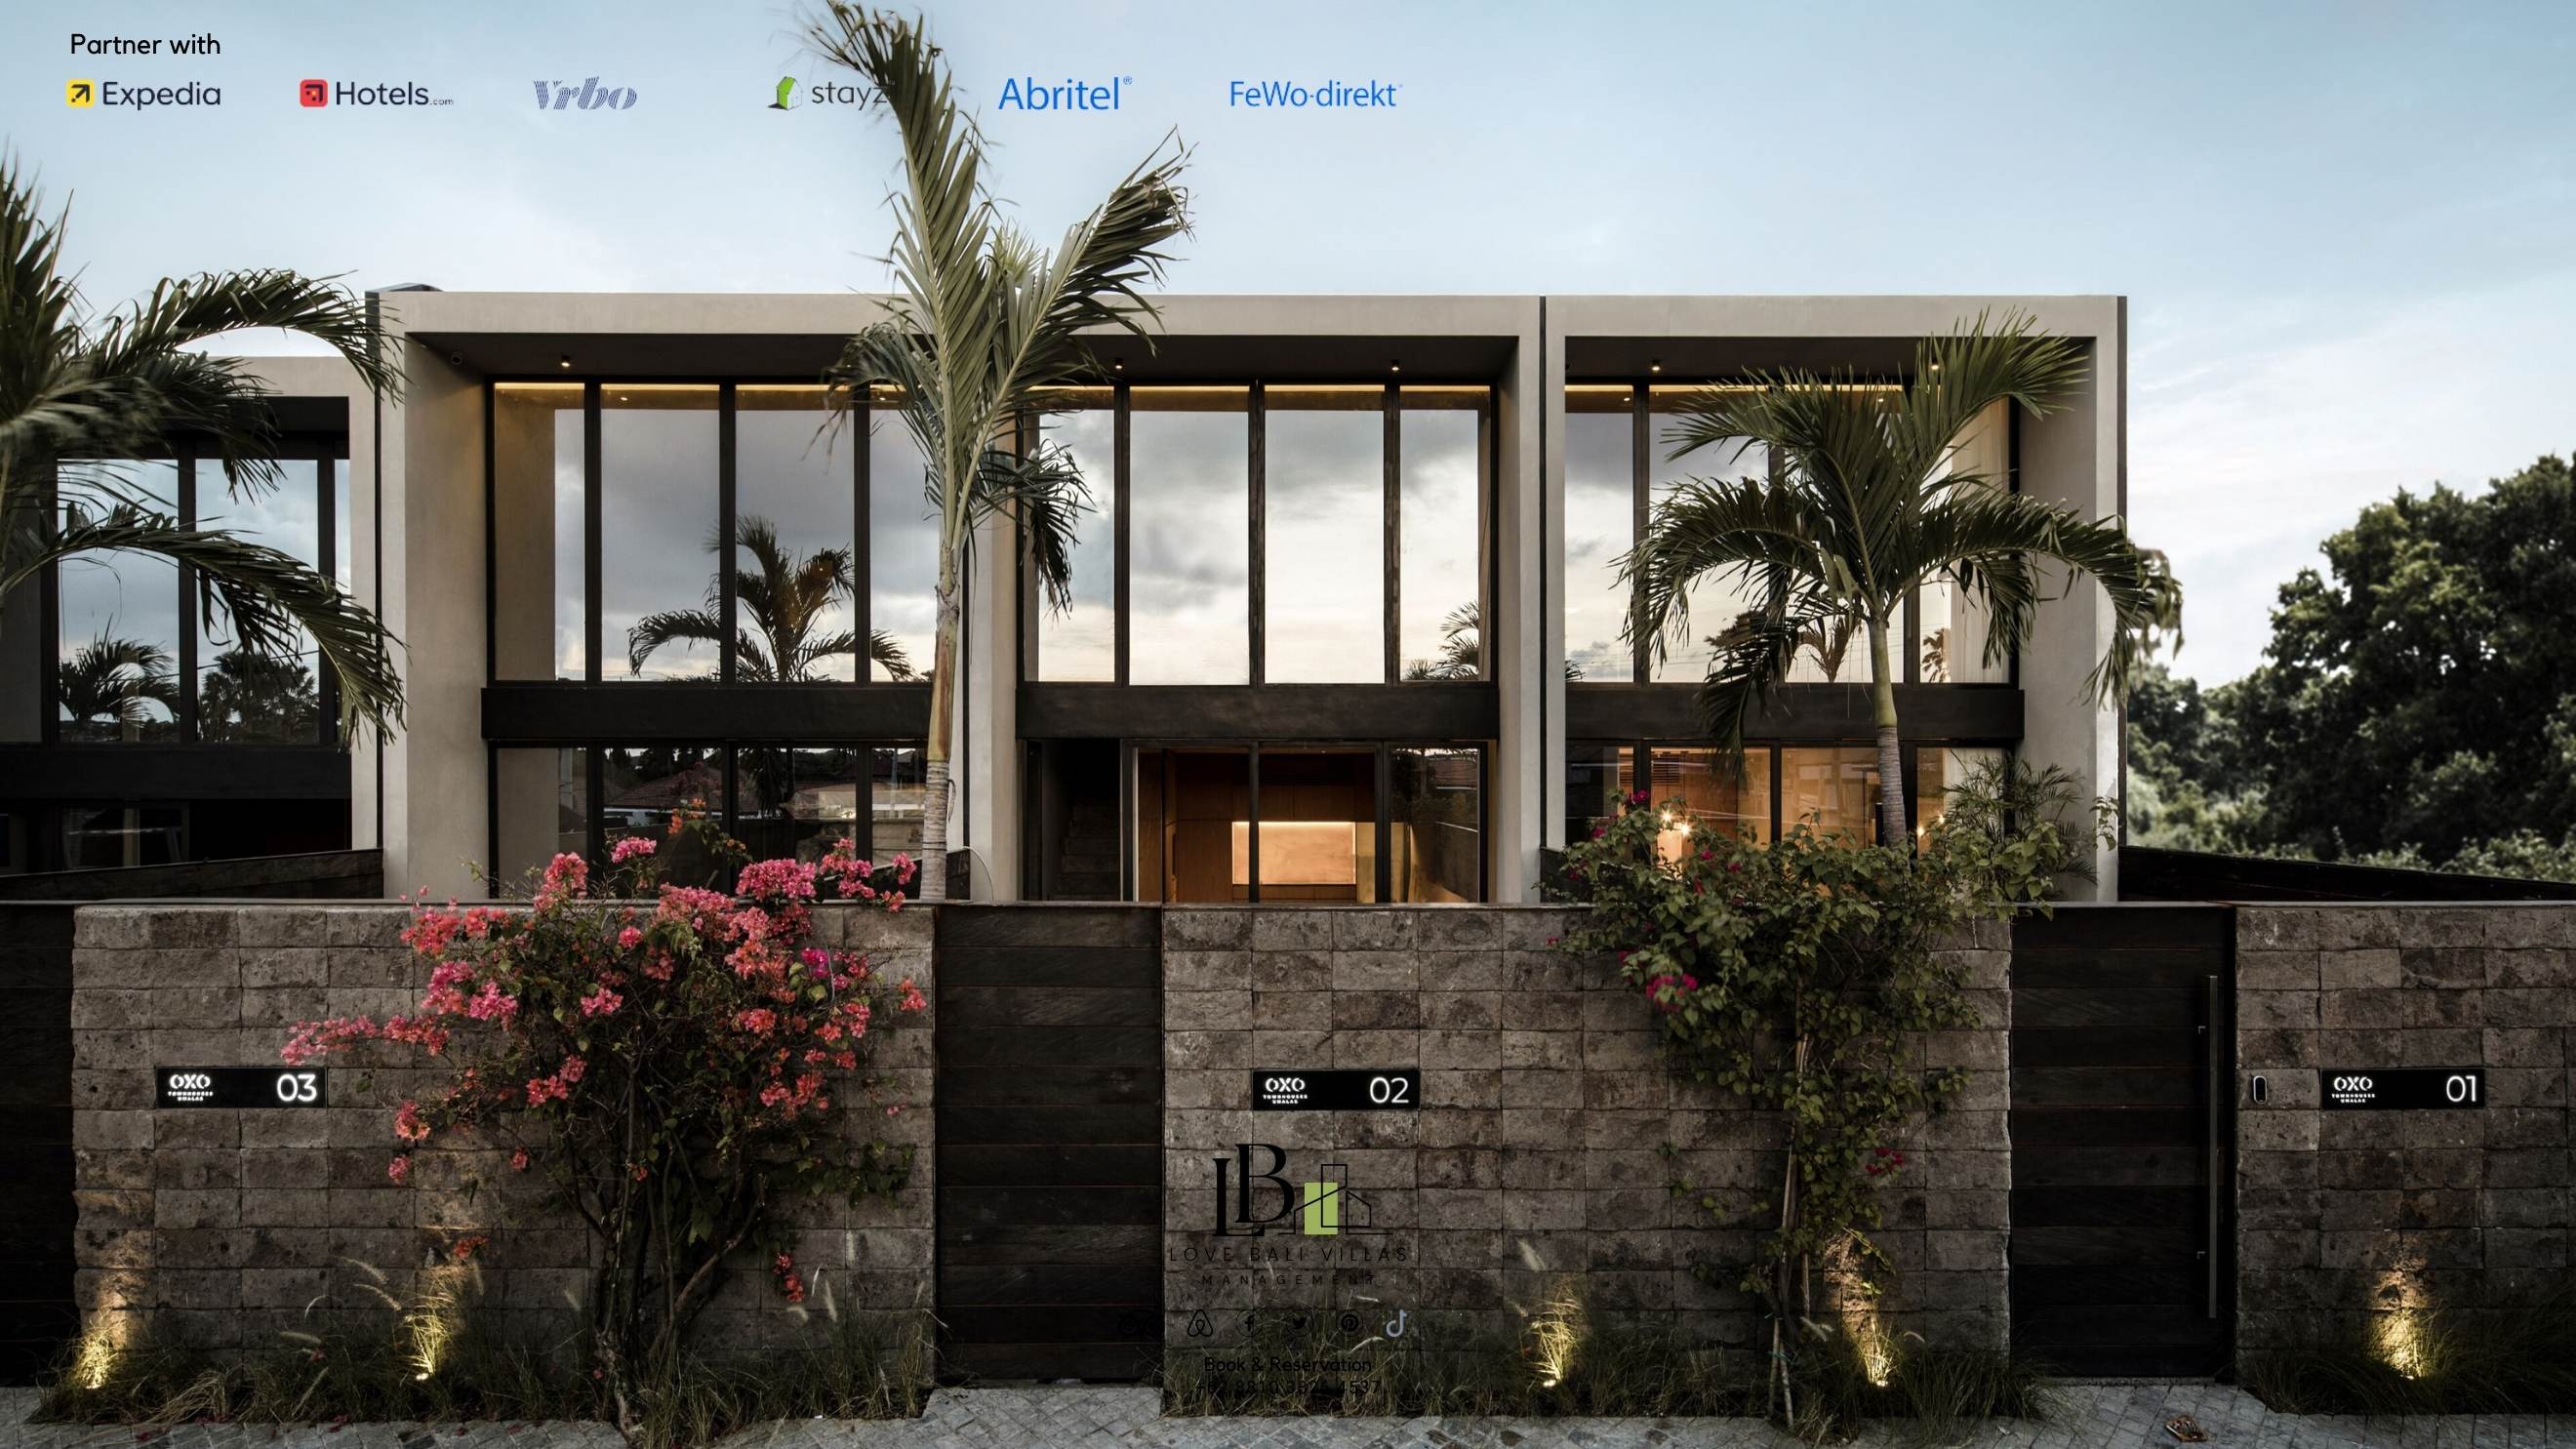 Partner with
Expedia
Hotels.com
Vrbo
stayz
Abritel®
FeWo-direkt
OXO
TOWNHOUSES
UMALAS
03
OXO
TOWNHOUSES
UMALAS
02
OXO
TOWNHOUSES
UMALAS
01
LB
LOVE BALI VILLAS
MANAGEMENT
Book & Reservation